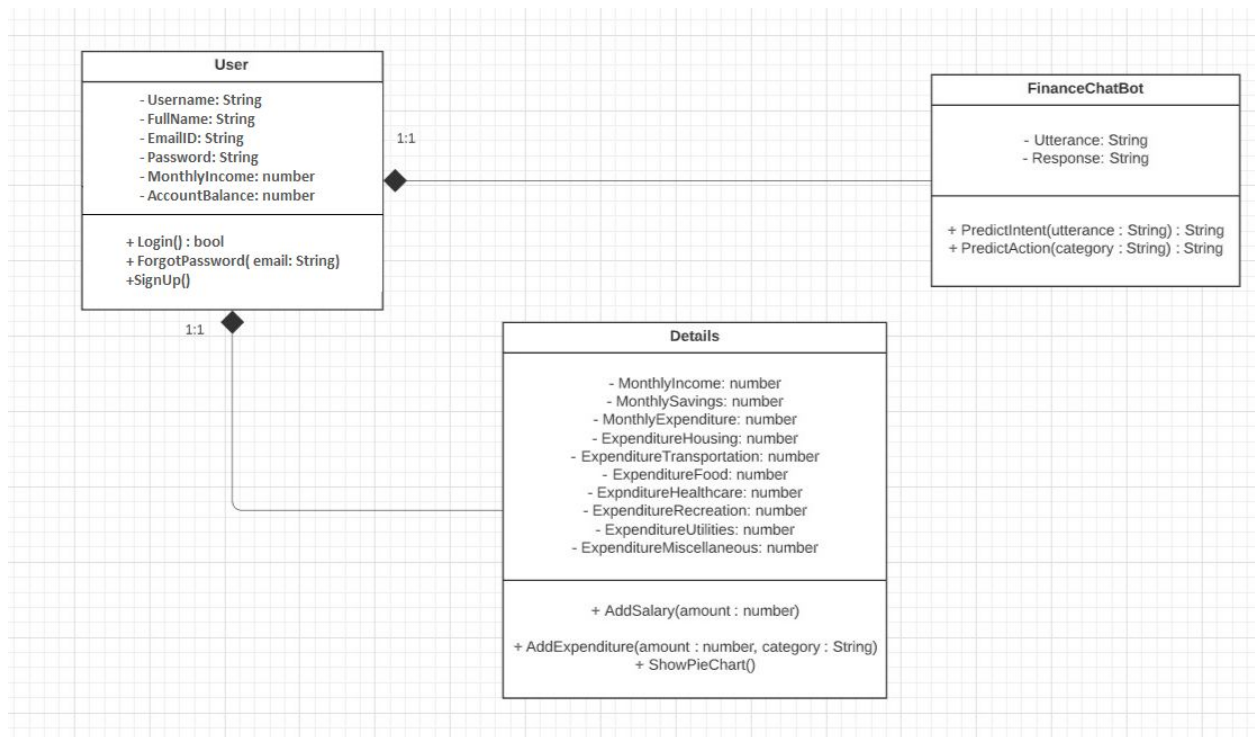 User
- Username: String
- FullName: String
- EmailID: String
- Password: String
- MonthlyIncome: number
- AccountBalance: number
+ Login() : bool
+ ForgotPassword( email: String)
+SignUp()
1:1
1:1
FinanceChatBot
- Utterance: String
- Response: String
+ PredictIntent(utterance : String) : String
+ PredictAction(category : String) : String
Details
- MonthlyIncome: number
- MonthlySavings: number
- MonthlyExpenditure: number
- ExpenditureHousing: number
- ExpenditureTransportation: number
- ExpenditureFood: number
- ExpnditureHealthcare: number
- ExpenditureRecreation: number
- ExpenditureUtilities: number
- ExpenditureMiscellaneous: number
+ AddSalary(amount : number)
+ AddExpenditure(amount : number, category : String)
+ ShowPieChart()